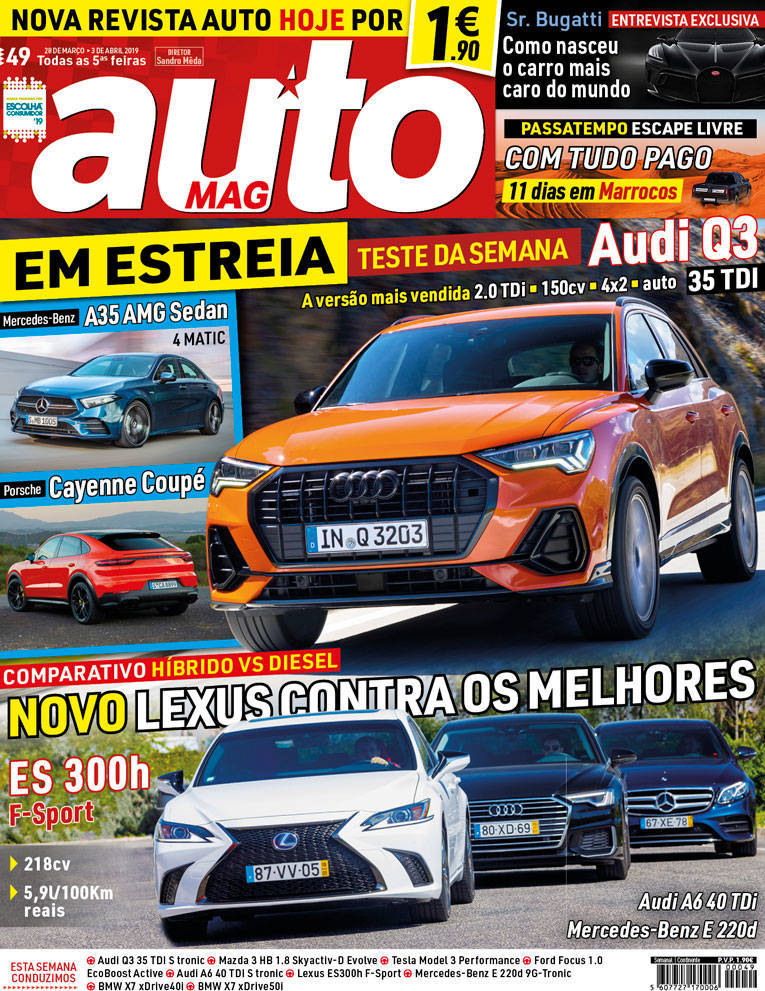 NOVA REVISTA AUTO HOJE POR
1€
.90
#49
28 DE MARÇO > 3 DE ABRIL 2019
Todas as 5as feiras
DIRETOR
Sandro Mêda
ESCOLHA
CONSUMIDOR
'19
auto
MAG
Sr. Bugatti
ENTREVISTA EXCLUSIVA
Como nasceu
o carro mais
caro do mundo
PASSATEMPO ESCAPE LIVRE
COM TUDO PAGO
11 dias em Marrocos
EM ESTREIA
TESTE DA SEMANA
Audi Q3
35 TDI
A versão mais vendida 2.0 TDi ▪ 150cv ▪ 4x2 ▪ auto
Mercedes-Benz A35 AMG Sedan
4 MATIC
S MB 1005
Porsche Cayenne Coupé
IN Q 3203
COMPARATIVO HÍBRIDO VS DIESEL
NOVO LEXUS CONTRA OS MELHORES
ES 300h
F-Sport
218cv
5,9l/100Km
reais
87-VV-05
80-XD-69
67-XE-78
Audi A6 40 TDi
Mercedes-Benz E 220d
ESTA SEMANA
CONDUZIMOS
Audi Q3 35 TDI S tronic Mazda 3 HB 1.8 Skyactiv-D Evolve Tesla Model 3 Performance Ford Focus 1.0
EcoBoost Active Audi A6 40 TDI S tronic Lexus ES300h F-Sport Mercedes-Benz E 220d 9G-Tronic
BMW X7 xDrive40i BMW X7 xDrive50i
Semanal | Continente P.V.P. 1.90€
00049
5 607727 170006